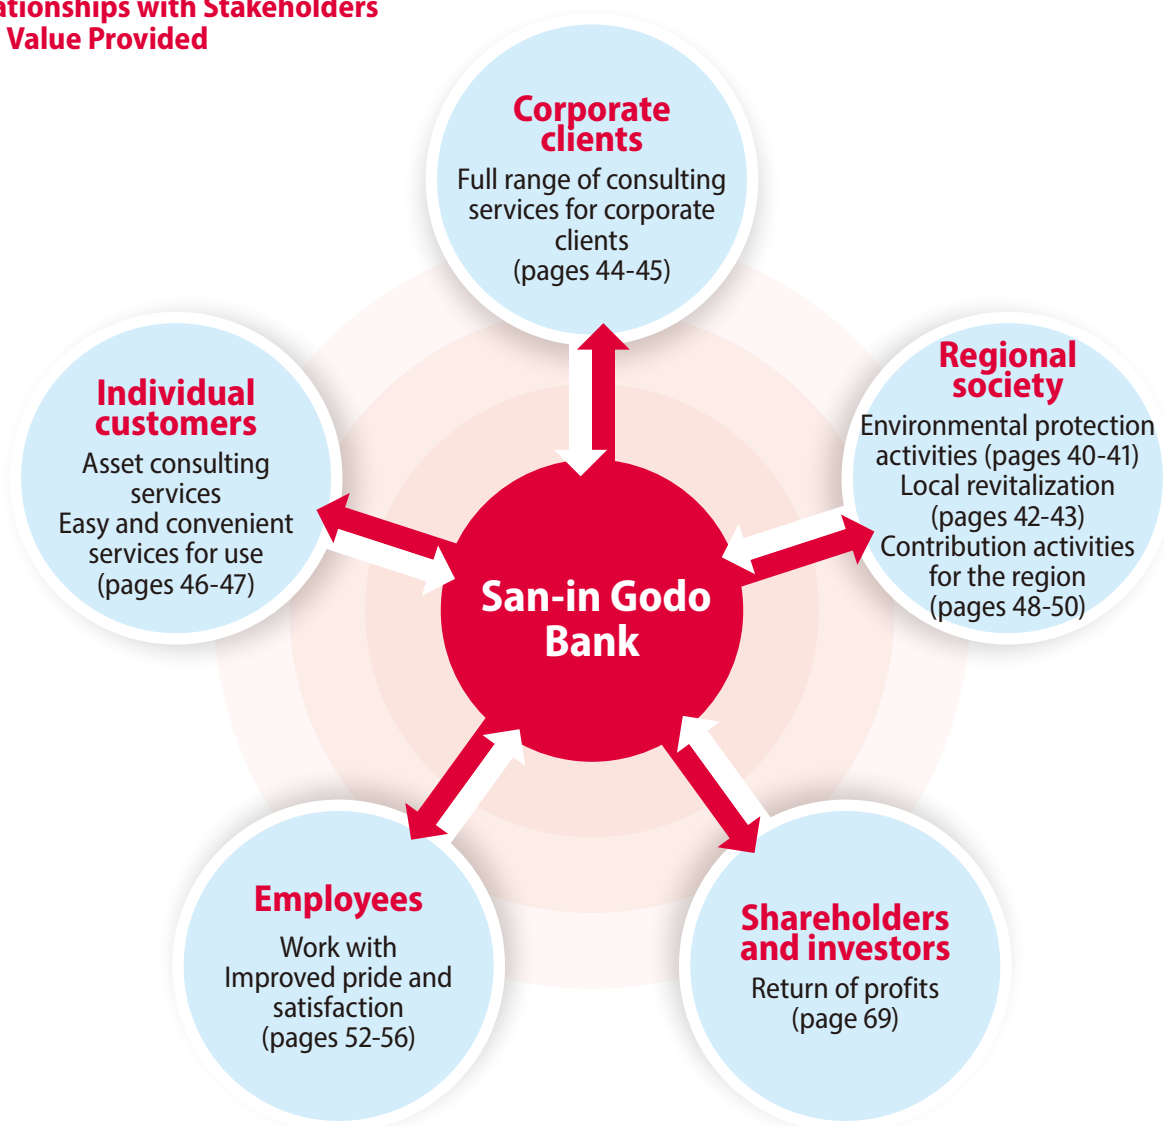 ationships with Stakeholders
Value Provided
Corporate
clients
Full range of consulting
services for corporate
clients
(pages 44-45)
Individual
customers
Asset consulting
services
Easy and convenient
services for use
(pages 46-47)
Regional
society
Environmental protection
activities (pages 40-41)
Local revitalization
(pages 42-43)
Contribution activities
for the region
(pages 48-50)
San-in Godo
Bank
Employees
Work with
Improved pride and
satisfaction
(pages 52-56)
Shareholders
and investors
Return of profits
(page 69)